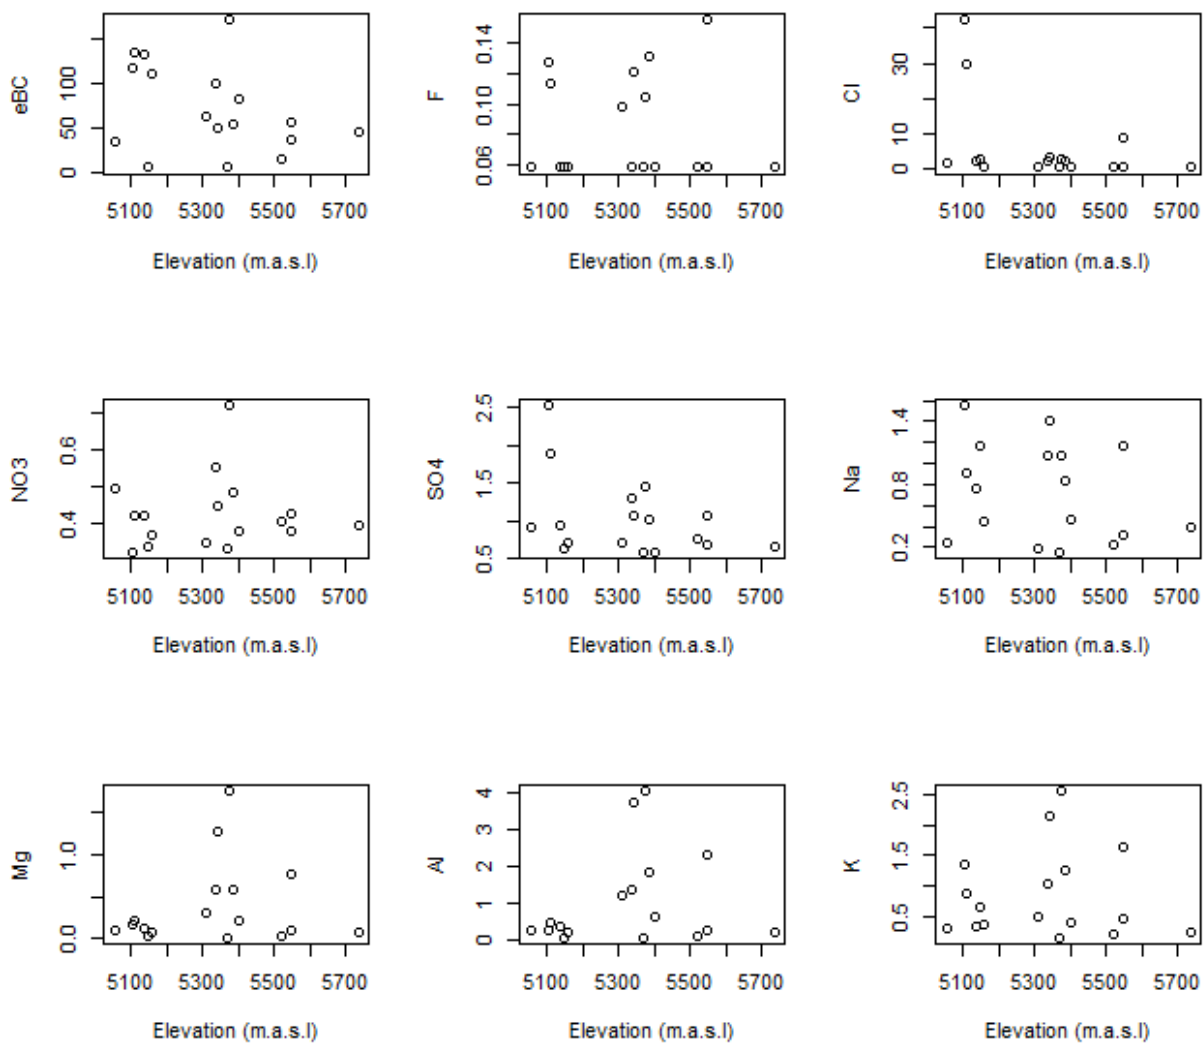 eBC
0 50 100
5100 5300 5500 5700
Elevation (m.a.s.l)
F
0.06 0.10 0.14
5100 5300 5500 5700
Elevation (m.a.s.l)
Cl
0 10 30
5100 5300 5500 5700
Elevation (m.a.s.l)
NO3
0.4 0.6
5100 5300 5500 5700
Elevation (m.a.s.l)
SO4
0.5 1.5 2.5
5100 5300 5500 5700
Elevation (m.a.s.l)
Na
0.2 0.8 1.4
5100 5300 5500 5700
Elevation (m.a.s.l)
Mg
0.0 1.0
5100 5300 5500 5700
Elevation (m.a.s.l)
Al
0 1 2 3 4
5100 5300 5500 5700
Elevation (m.a.s.l)
K
0.5 1.5 2.5
5100 5300 5500 5700
Elevation (m.a.s.l)